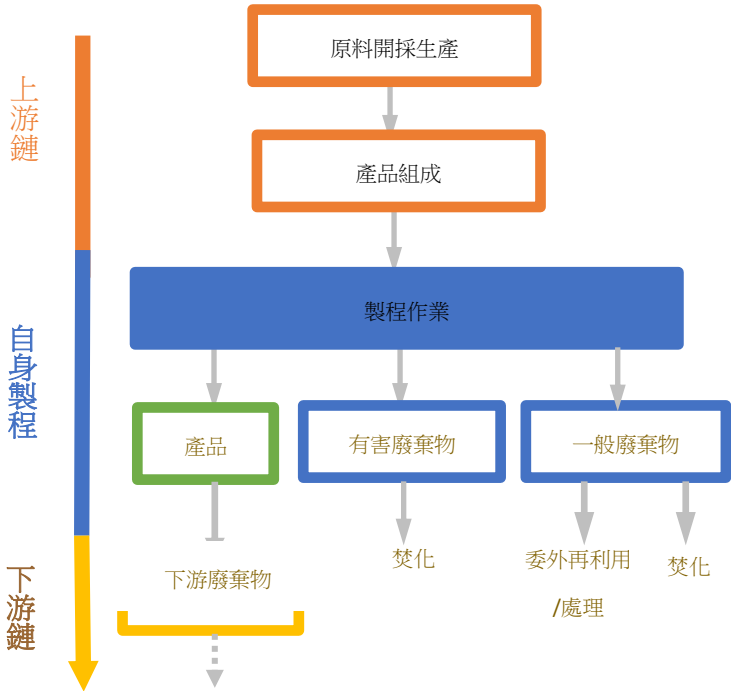 原料開採生產
上游鏈
產品組成
製程作業
自身製程
產品
有害廢棄物
一般廢棄物
下游廢棄物
焚化
委外再利用
/處理
焚化
下游鏈